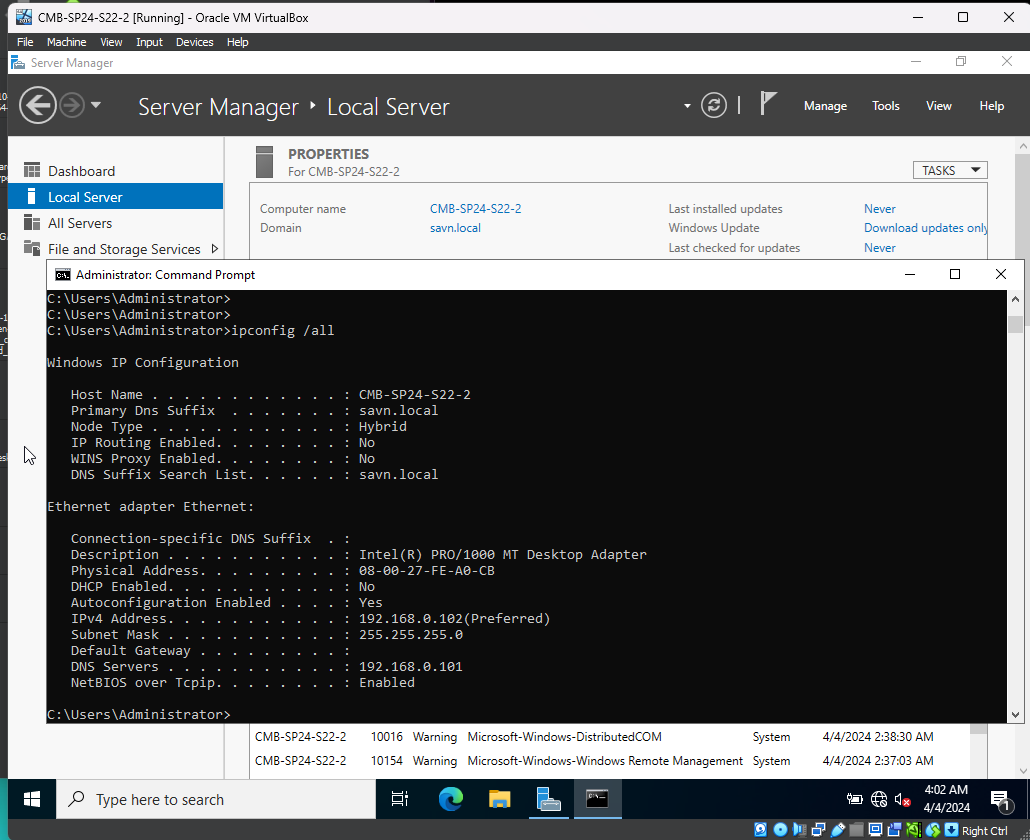 CMB-SP24-S22-2 [Running] - Oracle VM VirtualBox
File Machine View Input Devices Help
Server Manager
Server Manager Local Server
Manage Tools View Help
Dashboard
Local Server
All Servers
File and Storage Services
PROPERTIES
For CMB-SP24-S22-2
TASKS
Computer name CMB-SP24-S22-2 Last installed updates Never
Domain savn.local Windows Update Download updates only
Last checked for updates Never
Administrator: Command Prompt
C:\Users\Administrator>
C:\Users\Administrator>
C:\Users\Administrator>ipconfig /all
Windows IP Configuration
Host Name . . . . . . . . . . . . : CMB-SP24-S22-2
Primary Dns Suffix . . . . . . . : savn.local
Node Type . . . . . . . . . . . . : Hybrid
IP Routing Enabled. . . . . . . . : No
WINS Proxy Enabled. . . . . . . . : No
DNS Suffix Search List. . . . . . : savn.local
Ethernet adapter Ethernet:
Connection-specific DNS Suffix . :
Description . . . . . . . . . . . : Intel(R) PRO/1000 MT Desktop Adapter
Physical Address. . . . . . . . . : 08-00-27-FE-A0-CB
DHCP Enabled. . . . . . . . . . . : No
Autoconfiguration Enabled . . . . : Yes
IPv4 Address. . . . . . . . . . . : 192.168.0.102(Preferred)
Subnet Mask . . . . . . . . . . . : 255.255.255.0
Default Gateway . . . . . . . . . :
DNS Servers . . . . . . . . . . . : 192.168.0.101
NetBIOS over Tcpip. . . . . . . . : Enabled
C:\Users\Administrator>
CMB-SP24-S22-2 10016 Warning Microsoft-Windows-DistributedCOM System 4/4/2024 2:38:30 AM
CMB-SP24-S22-2 10154 Warning Microsoft-Windows-Windows Remote Management System 4/4/2024 2:37:03 AM
Type here to search
4:02 AM
4/4/2024
1
Right Ctrl